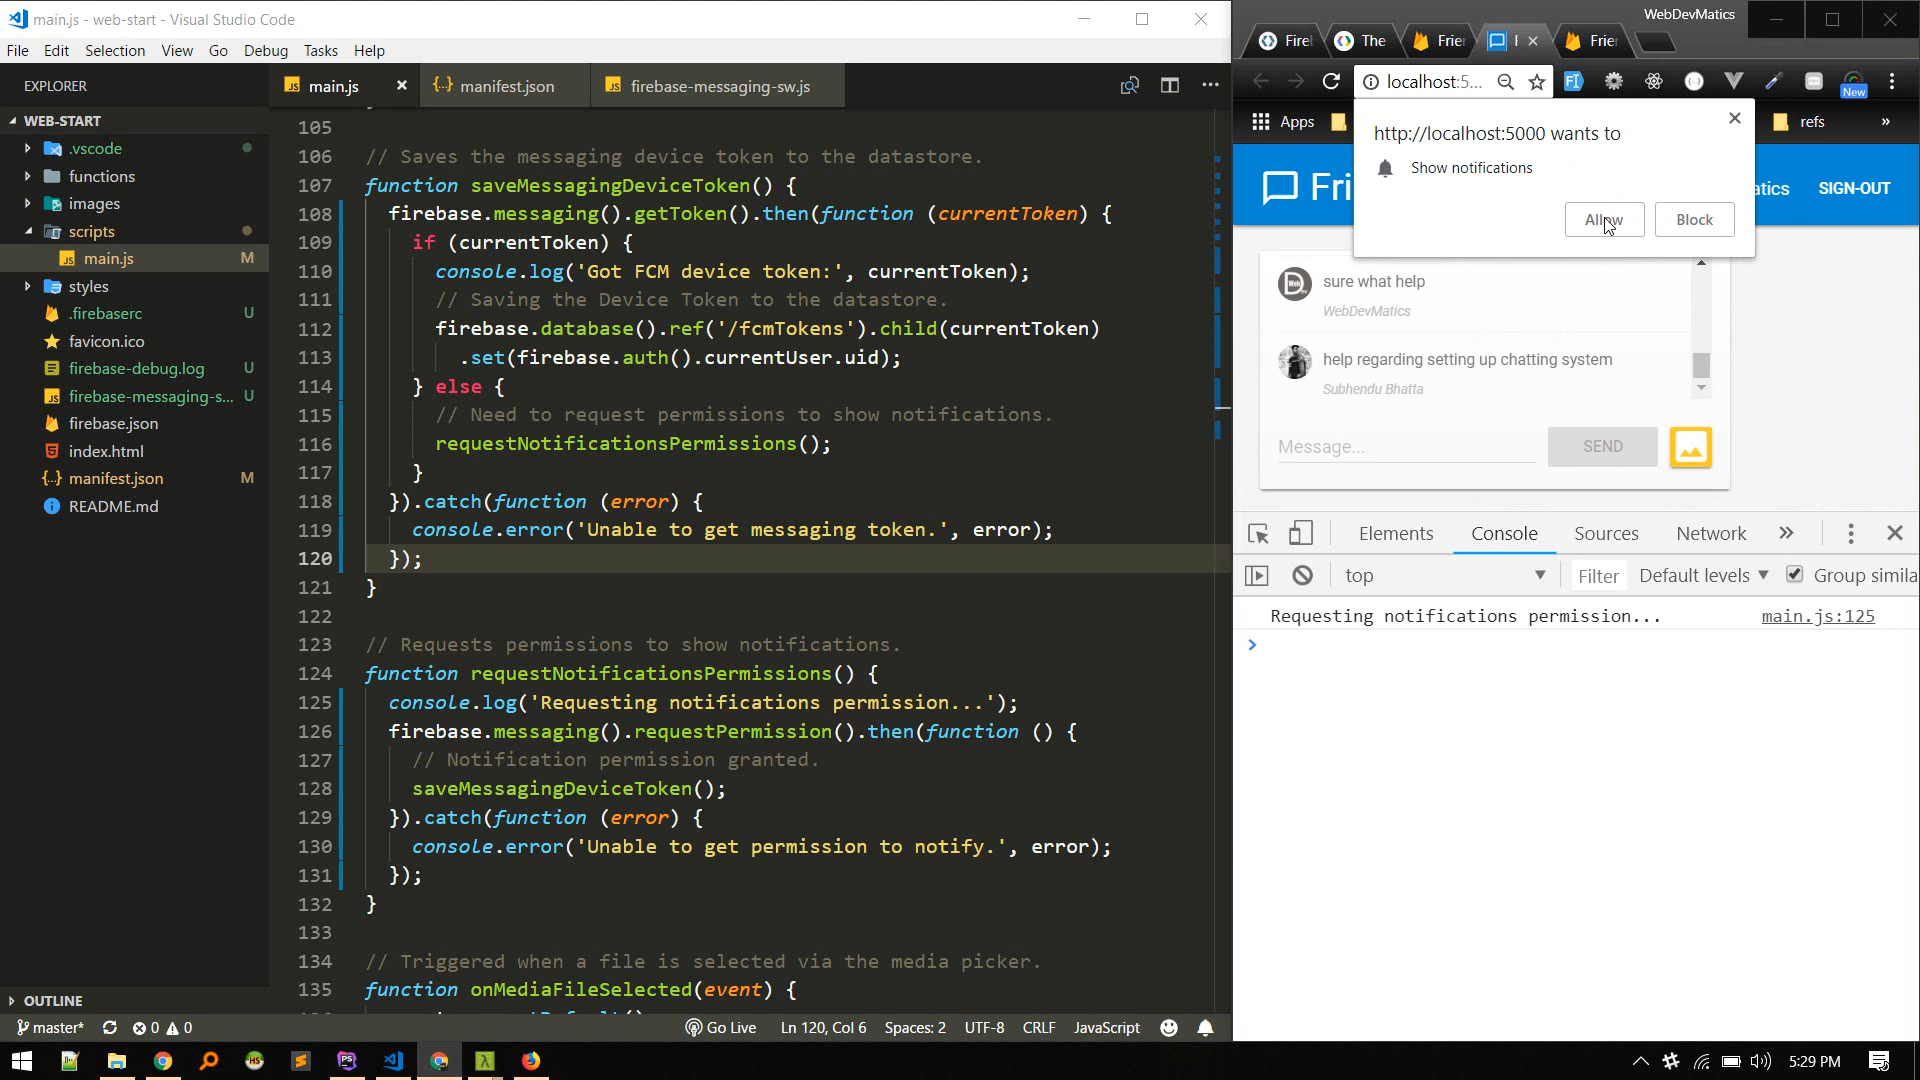 main.js - web-start - Visual Studio Code
File Edit Selection View Go Debug Tasks Help
EXPLORER
WEB-START
.vscode
functions
images
scripts
main.js M
styles
.firebaserc U
favicon.ico
firebase-debug.log U
firebase-messaging-s... U
firebase.json
index.html
manifest.json M
README.md
OUTLINE
main.js
manifest.json
firebase-messaging-sw.js
105
106 // Saves the messaging device token to the datastore.
107 function saveMessagingDeviceToken() {
108 firebase.messaging().getToken().then(function (currentToken) {
109 if (currentToken) {
110 console.log('Got FCM device token:', currentToken);
111 // Saving the Device Token to the datastore.
112 firebase.database().ref('/fcmTokens').child(currentToken)
113 .set(firebase.auth().currentUser.uid);
114 } else {
115 // Need to request permissions to show notifications.
116 requestNotificationsPermissions();
117 }
118 }).catch(function (error) {
119 console.error('Unable to get messaging token.', error);
120 });
121 }
122
123 // Requests permissions to show notifications.
124 function requestNotificationsPermissions() {
125 console.log('Requesting notifications permission...');
126 firebase.messaging().requestPermission().then(function () {
127 // Notification permission granted.
128 saveMessagingDeviceToken();
129 }).catch(function (error) {
130 console.error('Unable to get permission to notify.', error);
131 });
132 }
133
134 // Triggered when a file is selected via the media picker.
135 function onMediaFileSelected(event) {
master* 0 0 Go Live Ln 120, Col 6 Spaces: 2 UTF-8 CRLF JavaScript
WebDevMatics
Firel
The
Frier
F
Frier
localhost:5...
New
Apps
refs
»
http://localhost:5000 wants to
Show notifications
Allow Block
Fri
atics SIGN-OUT
sure what help
WebDevMatics
help regarding setting up chatting system
Subhendu Bhatta
Message... SEND
Elements Console Sources Network »
top Filter Default levels Group simila
Requesting notifications permission... main.js:125
5:29 PM